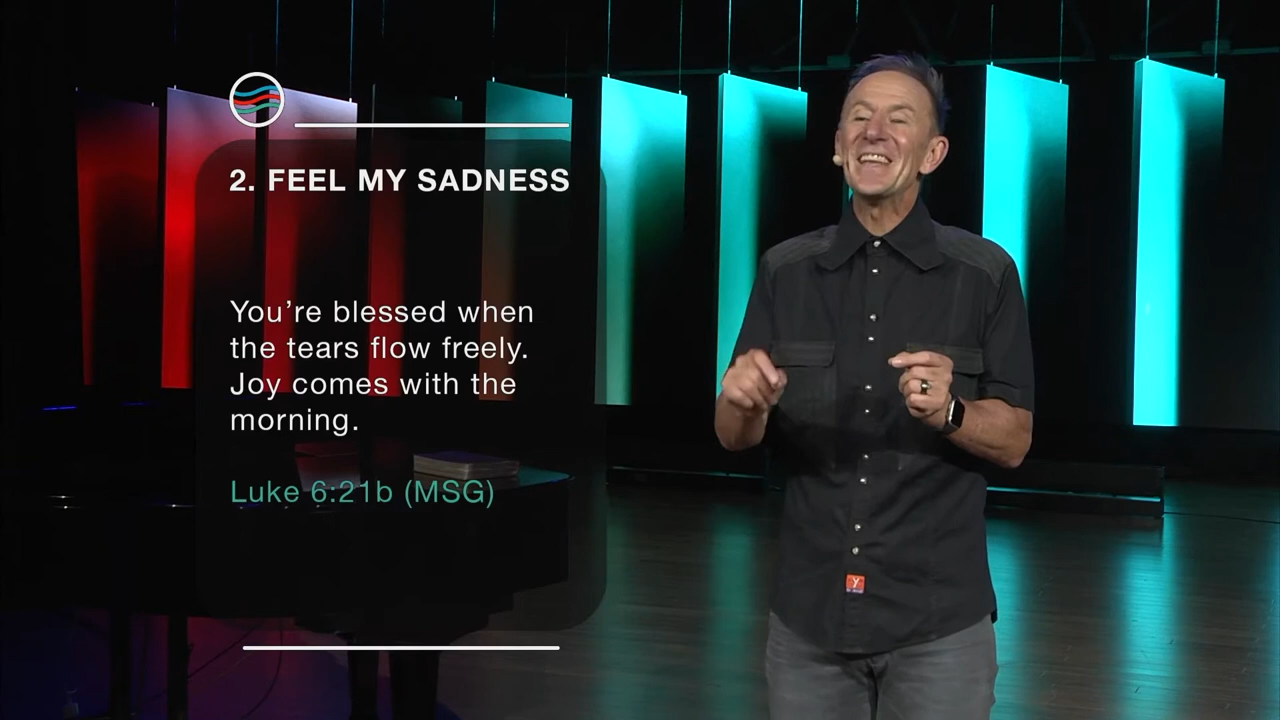 2. FEEL MY SADNESS
You’re blessed when
the tears flow freely.
Joy comes with the
morning.
Luke 6:21b (MSG)
Y